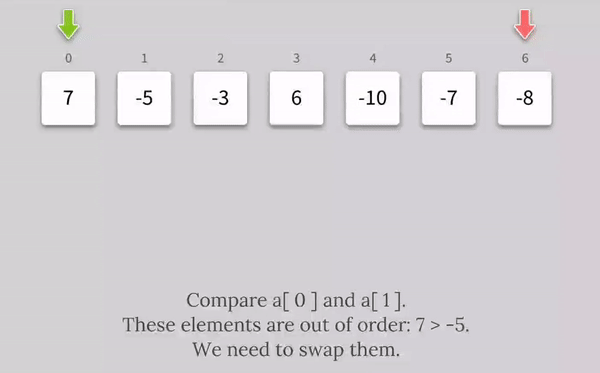 0 1 2 3 4 5 6
7 -5 -3 6 -10 -7 -8
Compare a[ 0 ] and a[ 1 ].
These elements are out of order: 7 > -5.
We need to swap them.